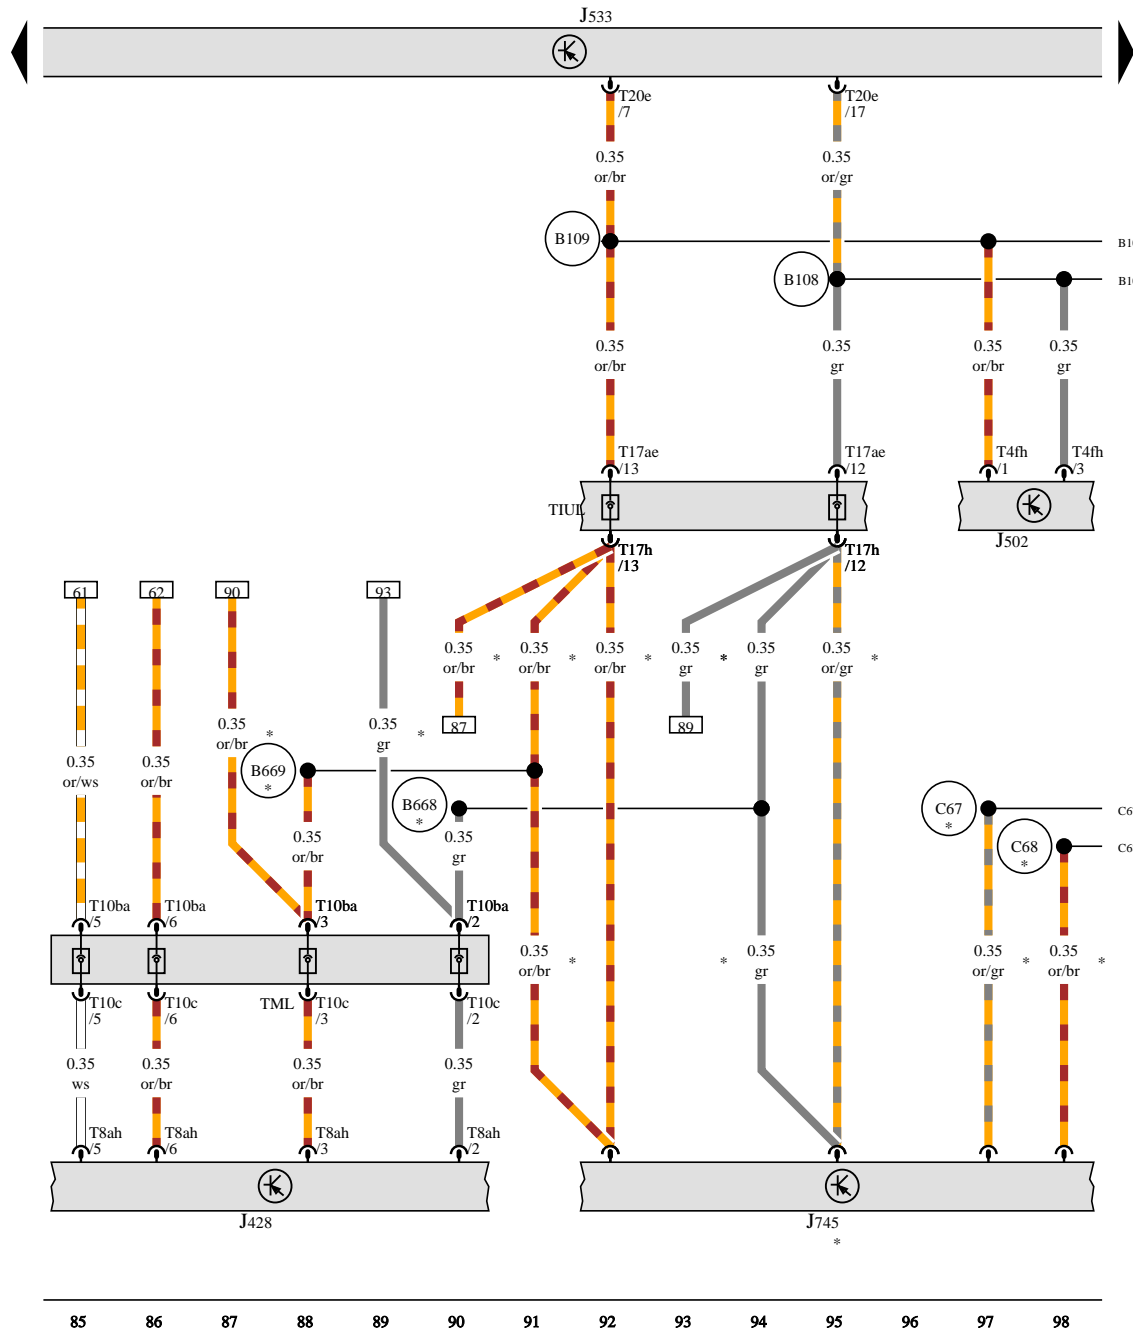 J533
T20e
/7
T20e
/17
0.35
or/br
0.35
or/gr
B109
B108
0.35
or/br
0.35
gr
0.35
or/br
0.35
gr
T17ae
/13
T17ae
/12
T4fh
/1
T4fh
/3
TIUL
J502
T17h
/13
T17h
/12
61
62
90
93
0.35
or/br
*
0.35
or/br
*
0.35
or/br
*
0.35
gr
*
0.35
gr
0.35
or/gr
*
87
89
0.35
or/br
*
0.35
gr
*
0.35
or/ws
0.35
or/br
B669
*
B668
*
C67
*
C68
*
0.35
or/br
0.35
gr
T10ba
/5
T10ba
/6
T10ba
/3
T10ba
/2
0.35
or/br
*
*
0.35
gr
0.35
or/gr
*
0.35
or/br
*
T10c
/5
T10c
/6
TML
T10c
/3
T10c
/2
0.35
ws
0.35
or/br
0.35
or/br
0.35
gr
T8ah
/5
T8ah
/6
T8ah
/3
T8ah
/2
J428
J745
*
85 86 87 88 89 90 91 92 93 94 95 96 97 98